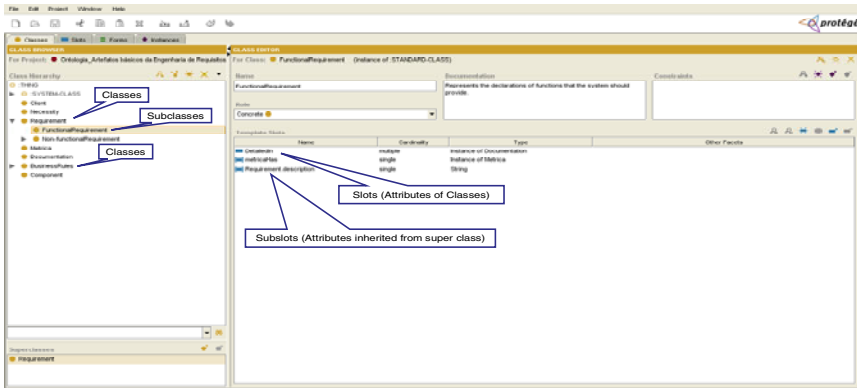 File Edit Project Window Help
protégé
Classes Slots Forms Instances
CLASS BROWSER
CLASS EDITOR
For Project: Ontologia_Artefatos básicos da Engenharia de Requisitos
For Class: FunctionalRequirement (instance of :STANDARD-CLASS)
Class Hierarchy
Name
Documentation
Constraints
:THING
:SYSTEM-CLASS
Client
Necessity
Requirement
FunctionalRequirement
Non-functionalRequirement
Metrics
Documentation
BusinessRules
Component
Classes
Subclasses
Classes
FunctionalRequirement
Represents the declarations of functions that the system should
provide.
Role
Concrete
Template Slots
Name Cardinality Type Other Facets
DetailedIn multiple Instance of Documentation
metricaHas single Instance of Metrica
Requirement.description single String
Slots (Attributes of Classes)
Subslots (Attributes inherited from super class)
Superclasses
Requirement